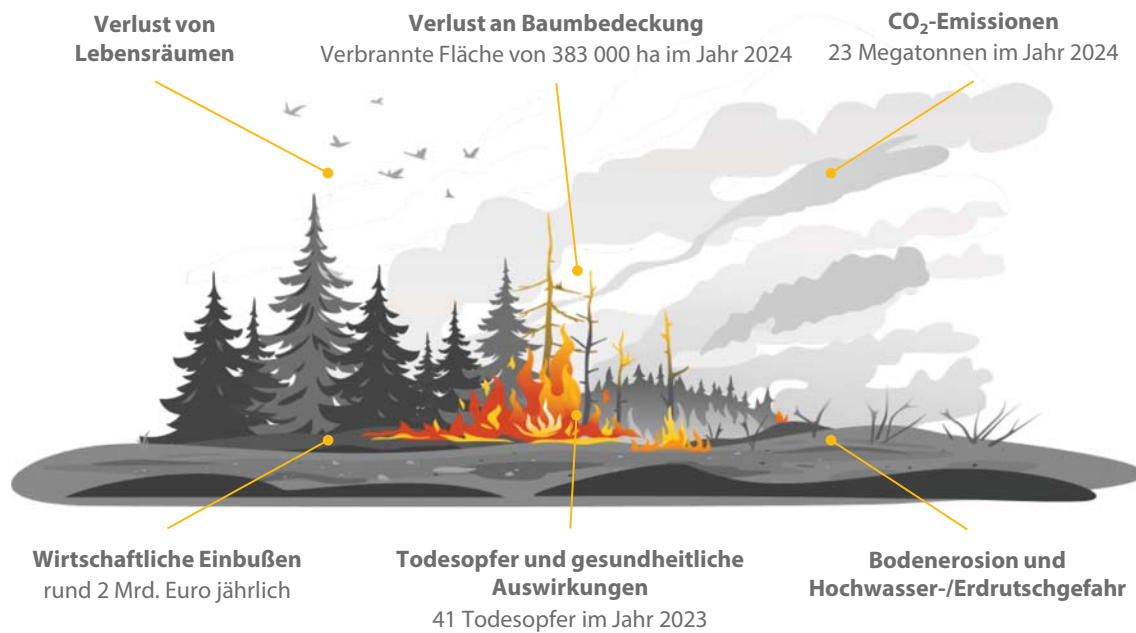 Verlust von
Lebensräumen
Verlust an Baumbedeckung
Verbrannte Fläche von 383 000 ha im Jahr 2024
CO₂-Emissionen
23 Megatonnen im Jahr 2024
Wirtschaftliche Einbußen
rund 2 Mrd. Euro jährlich
Todesopfer und gesundheitliche
Auswirkungen
41 Todesopfer im Jahr 2023
Bodenerosion und
Hochwasser-/Erdrutschgefahr